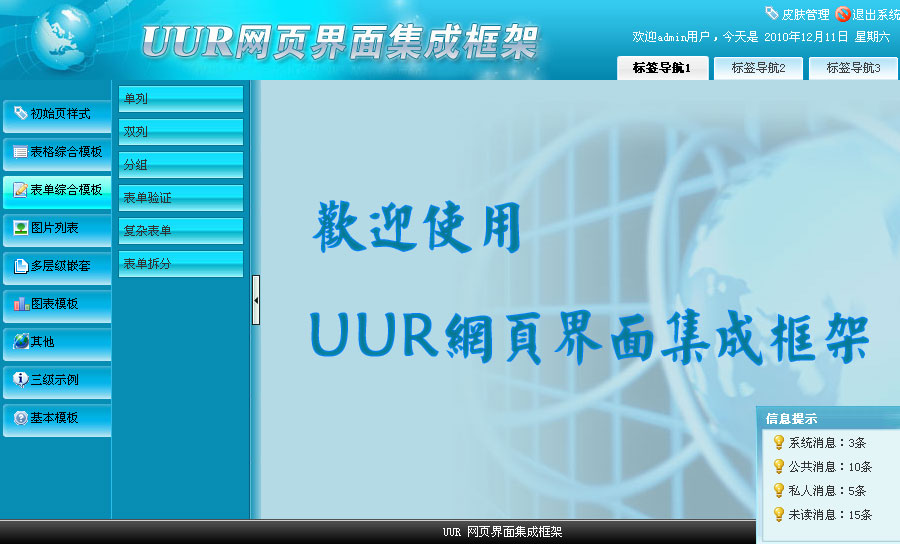 UUR网页界面集成框架
皮肤管理 退出系统
欢迎admin用户，今天是 2010年12月11日 星期六
标签导航1 标签导航2 标签导航3
初始页样式
表格综合模板
表单综合模板
图片列表
多层级嵌套
图表模板
其他
三级示例
基本模板
单列
双列
分组
表单验证
复杂表单
表单拆分
歡迎使用
UUR網頁界面集成框架
信息提示
系统消息：3条
公共消息：10条
私人消息：5条
未读消息：15条
UUR 网页界面集成框架